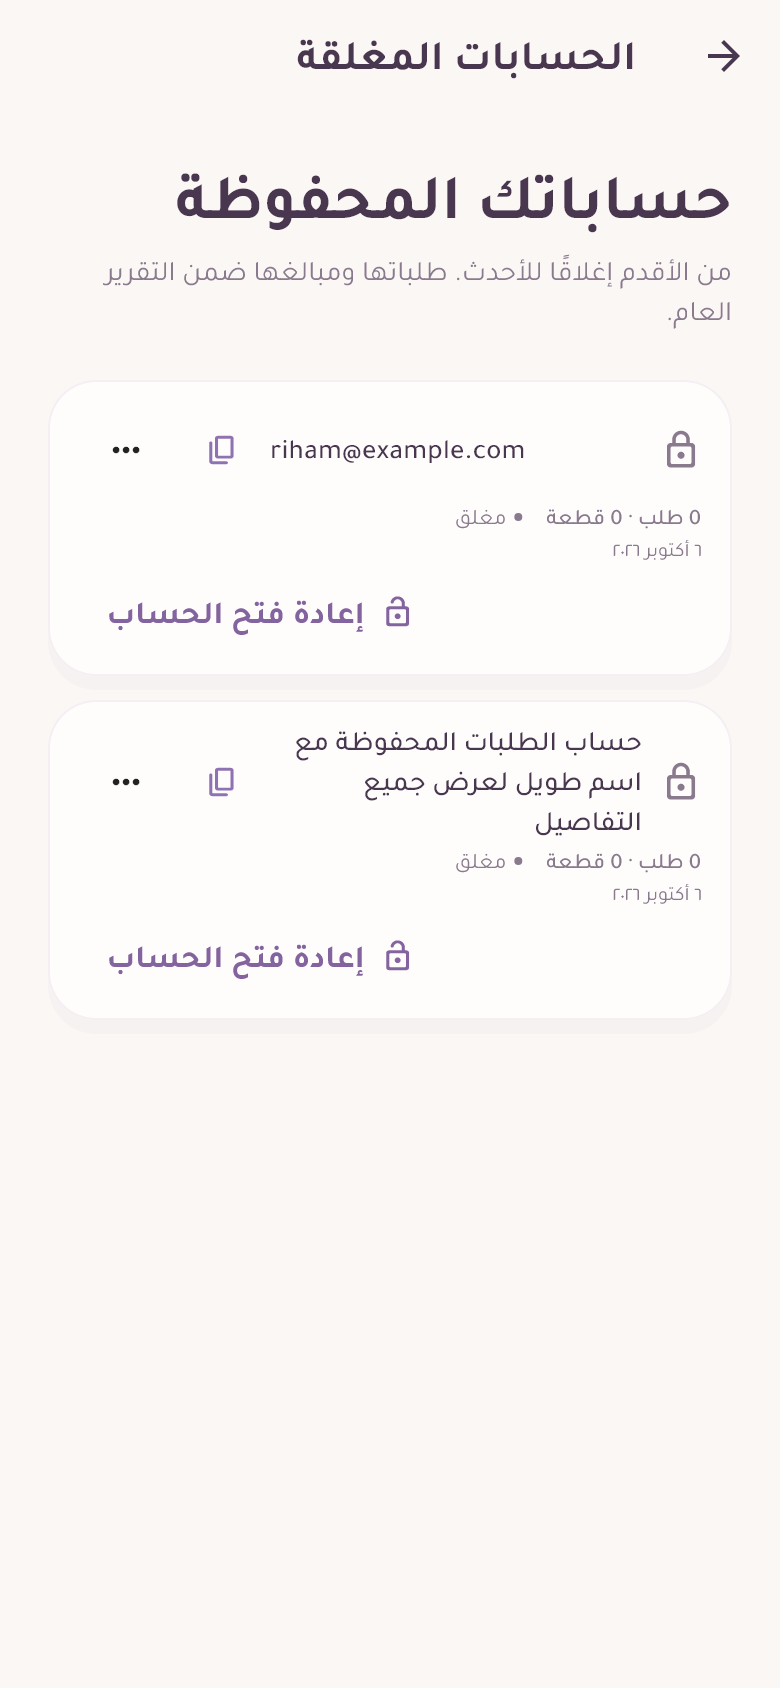 الحسابات المغلقة
حساباتك المحفوظة
من الأقدم إغلاقًا للأحدث. طلباتها ومبالغها ضمن التقرير
العام.
riham@example.com
0 طلب · 0 قطعة • مغلق
٦ أكتوبر ٢٠٢٦
إعادة فتح الحساب
حساب الطلبات المحفوظة مع
اسم طويل لعرض جميع
التفاصيل
0 طلب · 0 قطعة • مغلق
٦ أكتوبر ٢٠٢٦
إعادة فتح الحساب